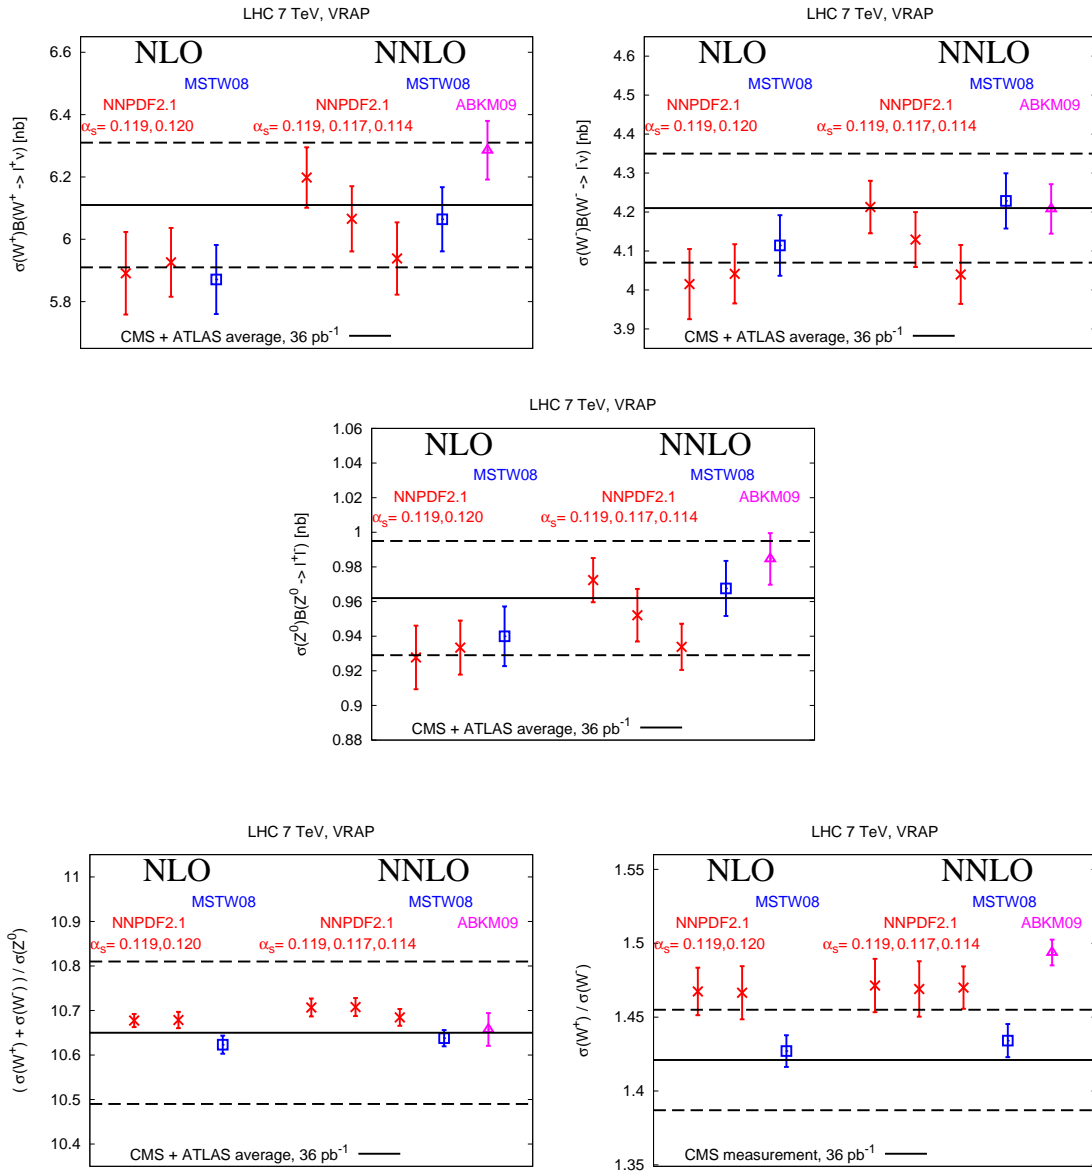 LHC 7 TeV, VRAP
NLO NNLO
MSTW08 MSTW08
NNPDF2.1 NNPDF2.1 ABKM09
αs= 0.119, 0.120 αs= 0.119, 0.117, 0.114
σ(W+)B(W+ -> l+ν) [nb]
6.6
6.4
6.2
6
5.8
CMS + ATLAS average, 36 pb-1
LHC 7 TeV, VRAP
NLO NNLO
MSTW08 MSTW08
NNPDF2.1 NNPDF2.1 ABKM09
αs= 0.119, 0.120 αs= 0.119, 0.117, 0.114
σ(W-)B(W- -> l-ν) [nb]
4.6
4.5
4.4
4.3
4.2
4.1
4
3.9
CMS + ATLAS average, 36 pb-1
LHC 7 TeV, VRAP
NLO NNLO
MSTW08 MSTW08
NNPDF2.1 NNPDF2.1 ABKM09
αs= 0.119, 0.120 αs= 0.119, 0.117, 0.114
σ(Z0)B(Z0 -> l+l-) [nb]
1.06
1.04
1.02
1
0.98
0.96
0.94
0.92
0.9
0.88
CMS + ATLAS average, 36 pb-1
LHC 7 TeV, VRAP
NLO NNLO
MSTW08 MSTW08
NNPDF2.1 NNPDF2.1 ABKM09
αs= 0.119, 0.120 αs= 0.119, 0.117, 0.114
( σ(W+) + σ(W-) ) / σ(Z0)
11
10.9
10.8
10.7
10.6
10.5
10.4
CMS + ATLAS average, 36 pb-1
LHC 7 TeV, VRAP
NLO NNLO
MSTW08 MSTW08
NNPDF2.1 NNPDF2.1 ABKM09
αs= 0.119, 0.120 αs= 0.119, 0.117, 0.114
σ(W+) / σ(W-)
1.55
1.5
1.45
1.4
1.35
CMS measurement, 36 pb-1